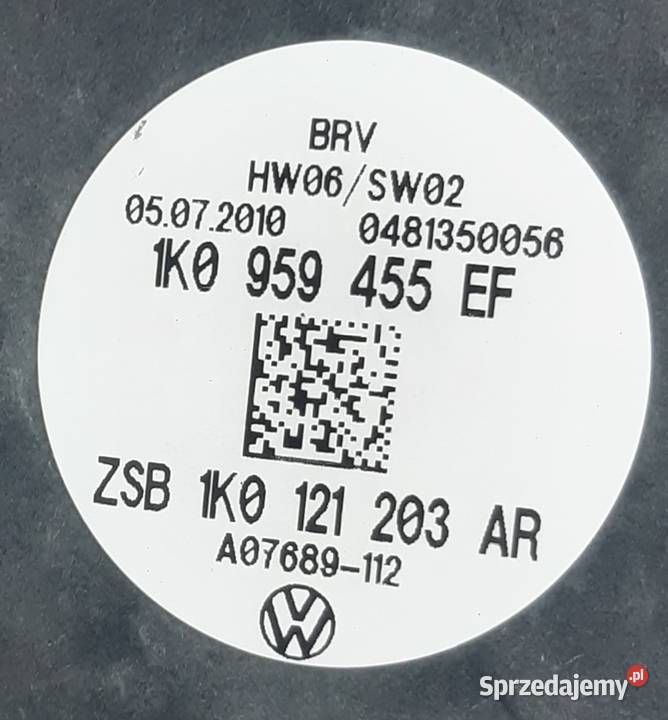 BRV
HW06/SW02
05.07.2010 0481350056
1K0 959 455 EF
ZSB 1K0 121 203 AR
A07689-112
Sprzedajemy.pl